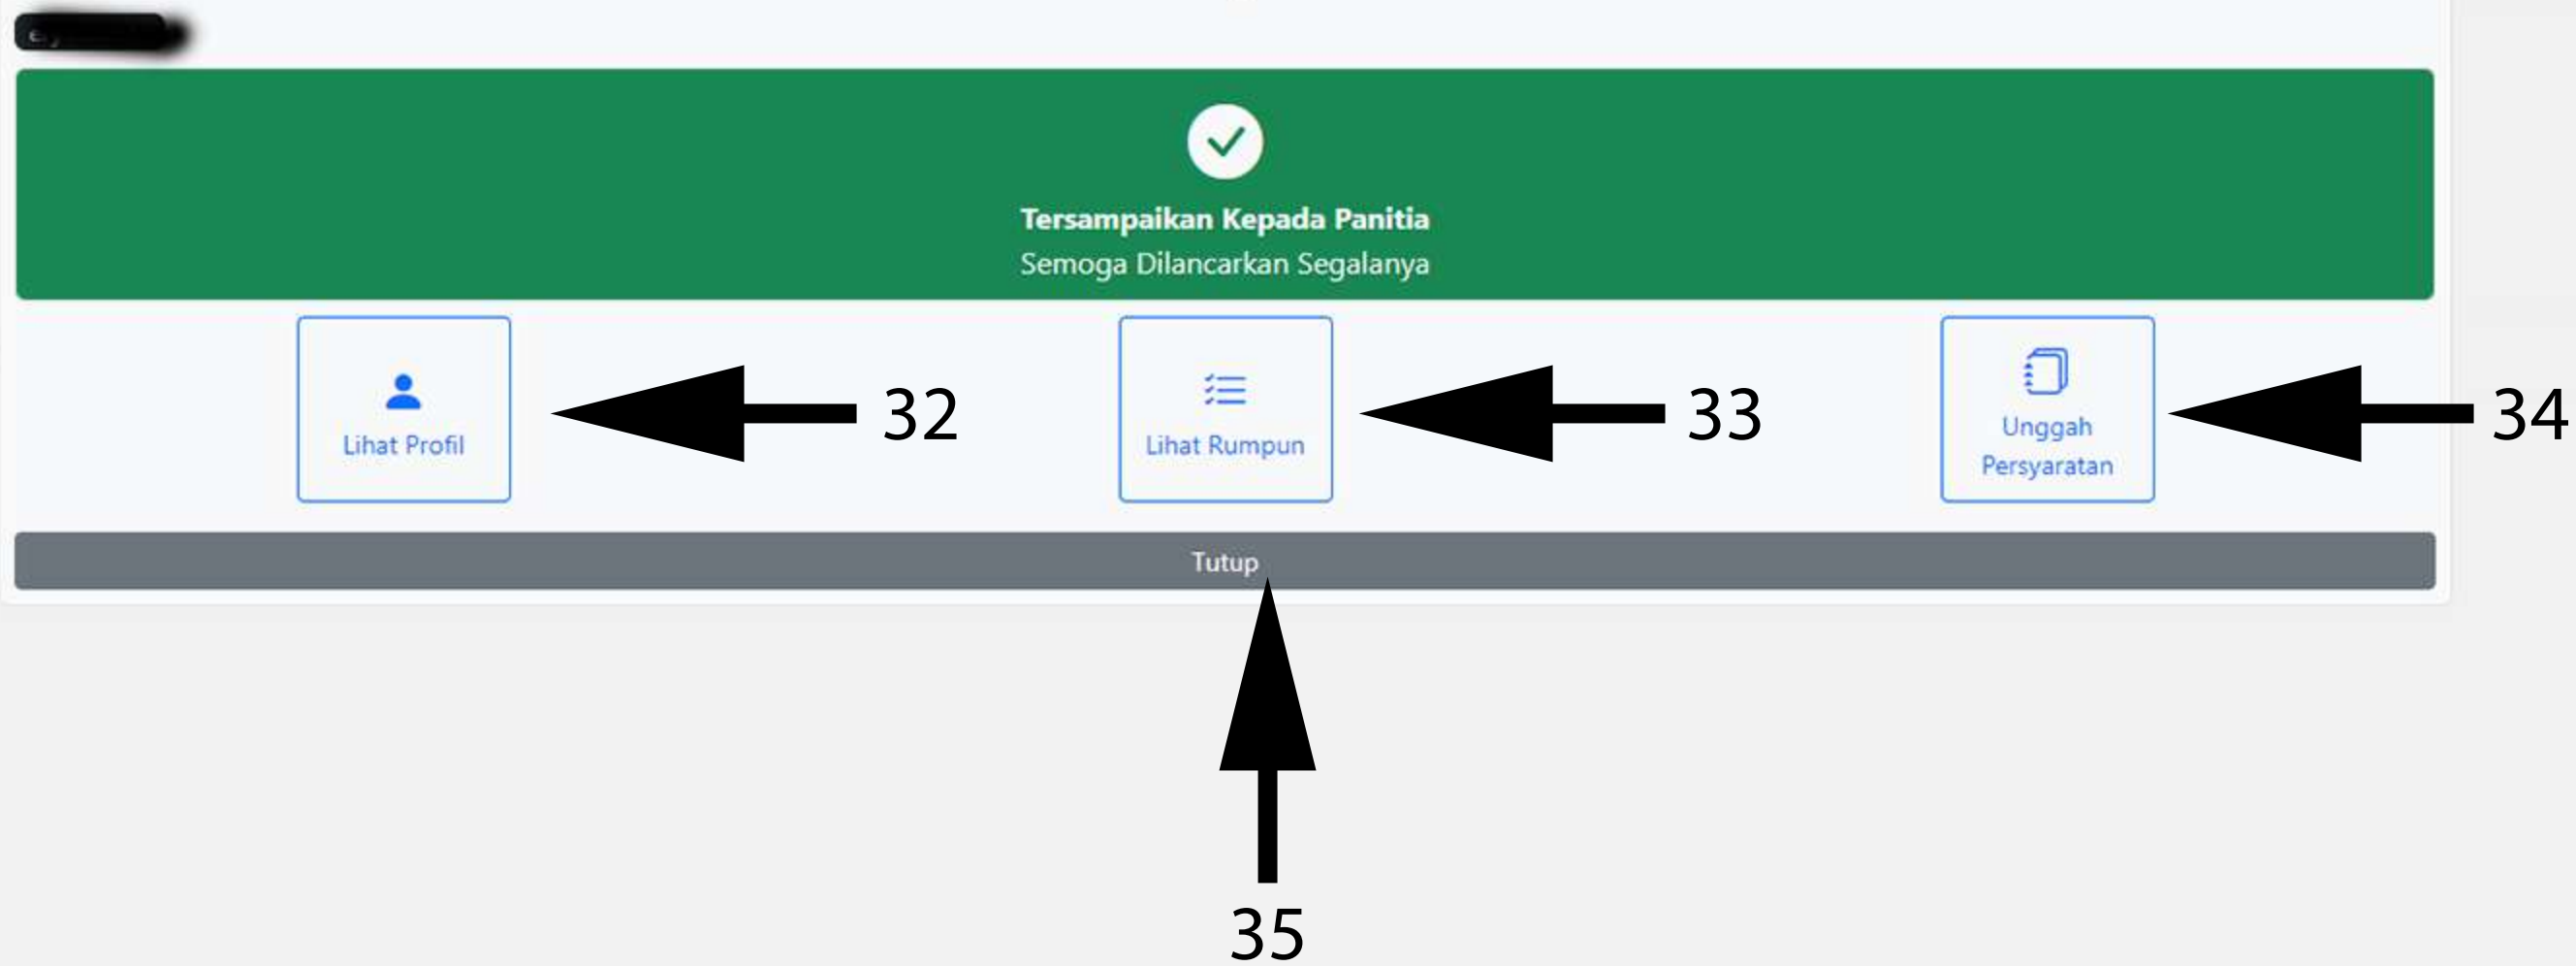 Tersampaikan Kepada Panitia
Semoga Dilancarkan Segalanya
Lihat Profil
32
Lihat Rumpun
33
Unggah
Persyaratan
34
Tutup
35